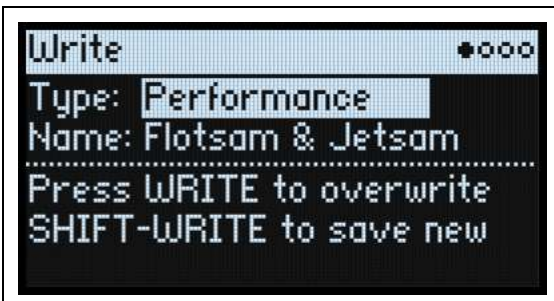 Write
Type: Performance
Name: Flotsam & Jetsam
Press WRITE to overwrite
SHIFT-WRITE to save new